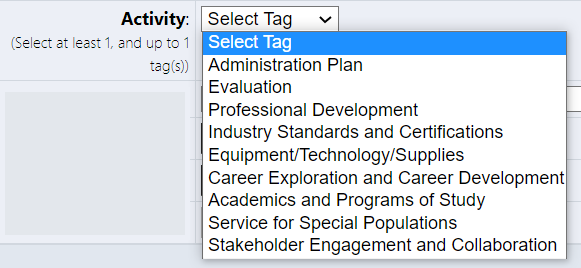 Activity: Select Tag
(Select at least 1, and up to 1
tag(s))
Select Tag
Administration Plan
Evaluation
Professional Development
Industry Standards and Certifications
Equipment/Technology/Supplies
Career Exploration and Career Development
Academics and Programs of Study
Service for Special Populations
Stakeholder Engagement and Collaboration